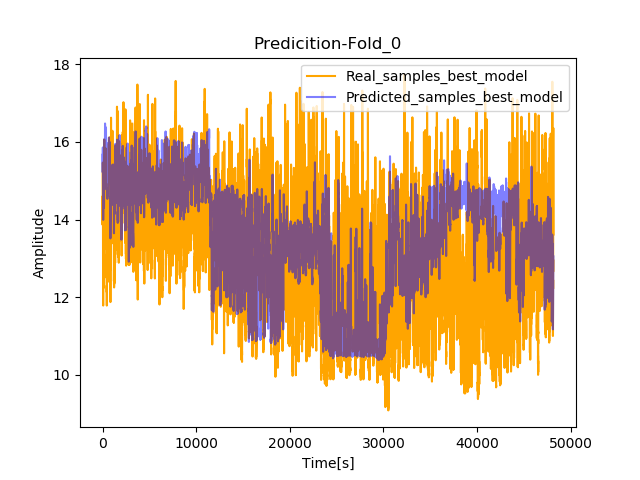 Predicition-Fold_0
Real_samples_best_model
Predicted_samples_best_model
18
16
14
12
10
Amplitude
0
10000
20000
30000
40000
50000
Time[s]